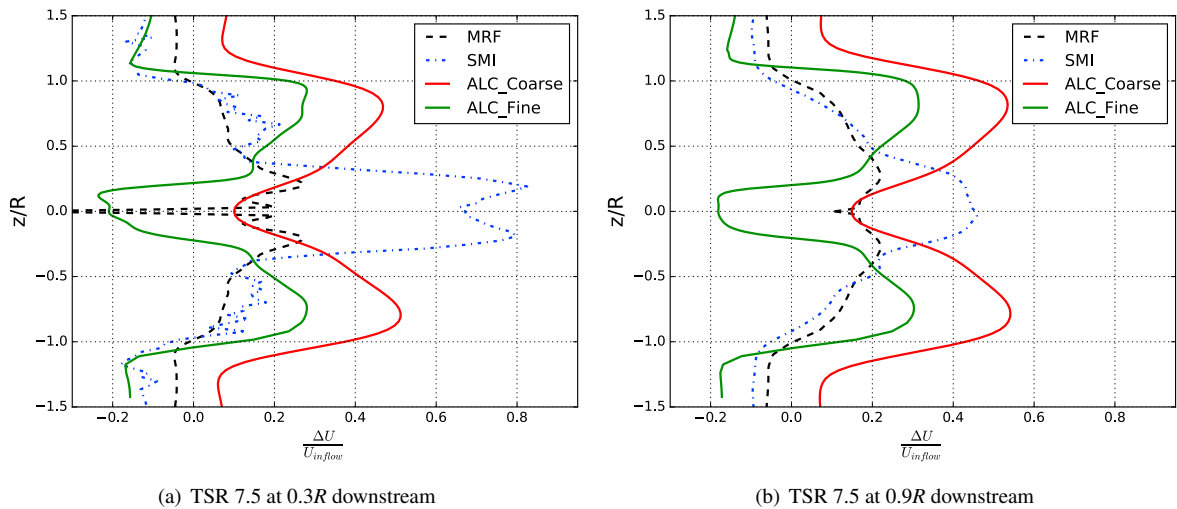 1.5
1.0
0.5
0.0
−0.5
−1.0
−1.5
z/R
−0.2
0.0
0.2
0.4
0.6
0.8
ΔU
U_inflow
MRF
SMI
ALC_Coarse
ALC_Fine
(a) TSR 7.5 at 0.3R downstream
1.5
1.0
0.5
0.0
−0.5
−1.0
−1.5
z/R
−0.2
0.0
0.2
0.4
0.6
0.8
ΔU
U_inflow
MRF
SMI
ALC_Coarse
ALC_Fine
(b) TSR 7.5 at 0.9R downstream